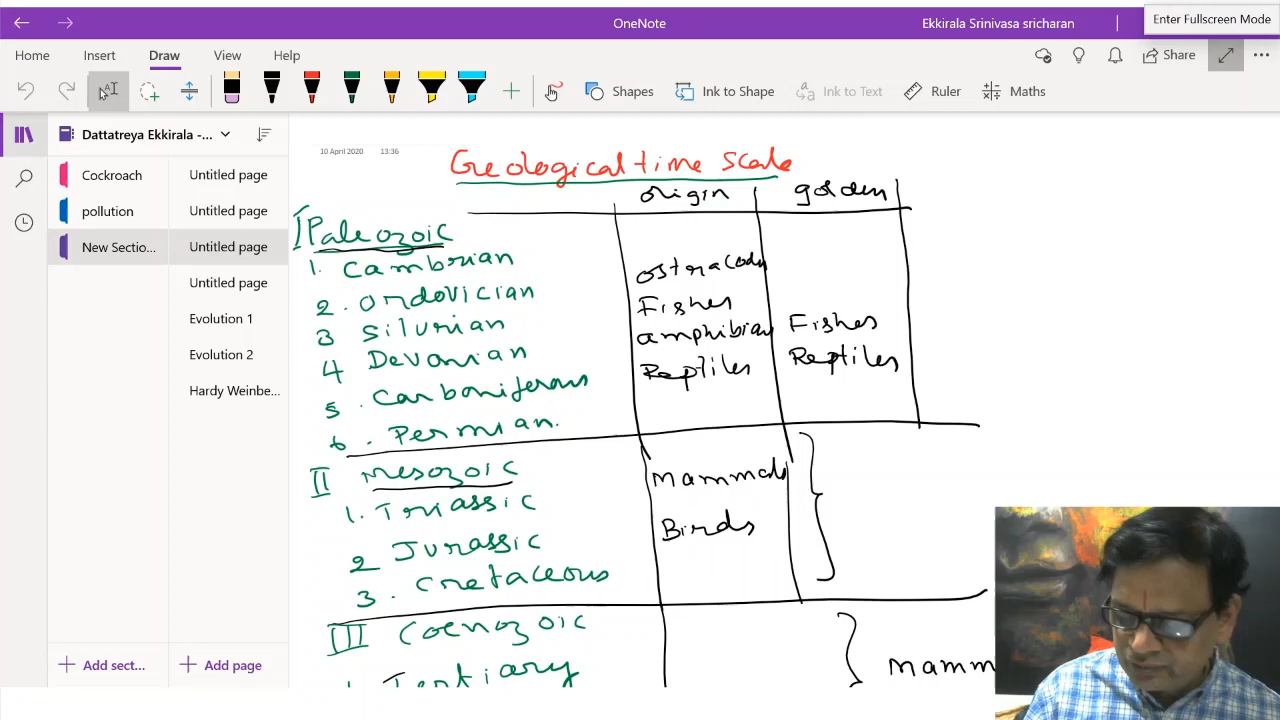 OneNote
Ekkirala Srinivasa sricharan
Enter Fullscreen Mode
Home Insert Draw View Help
Share
Shapes Ink to Shape Ink to Text Ruler Maths
Dattatreya Ekkirala -...
Cockroach
pollution
New Sectio...
Untitled page
Untitled page
Untitled page
Untitled page
Evolution 1
Evolution 2
Hardy Weinbe...
Add sect...
Add page
10 April 2020 13:36
Geological time scale
origin golden
I Paleozoic
1. Cambrian ostracoder
2. Ordovician Fishes
3 Silurian amphibian Fishes
4 Devonian Reptiles Reptiles
5. Carboniferous
6. Permian.
II Mesozoic Mammals
1. Triassic
2 Jurassic Birds
3. Cretaceous
III Coenozoic
1. Tertiary mamm